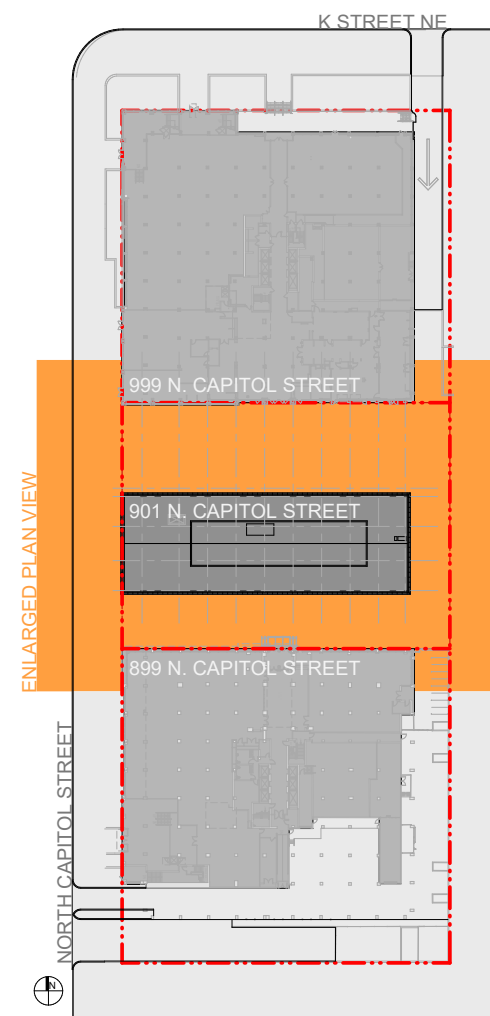 K STREET NE
999 N. CAPITOL STREET
901 N. CAPITOL STREET
ENLARGED PLAN VIEW
899 N. CAPITOL STREET
NORTH CAPITOL STREET
N